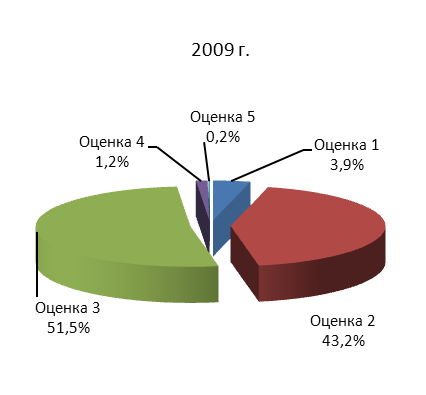 2009 г.
Оценка 5
0,2%
Оценка 4
1,2%
Оценка 1
3,9%
Оценка 3
51,5%
Оценка 2
43,2%